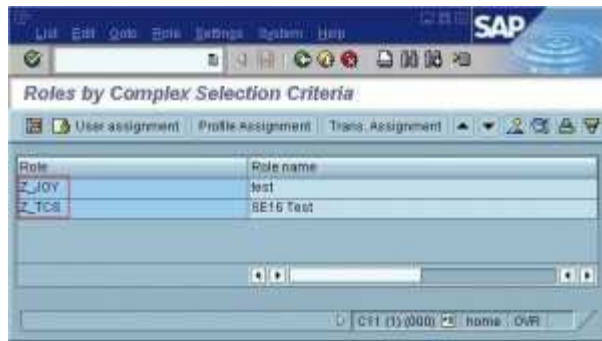 List Edit Goto Role Settings System Help
SAP
Roles by Complex Selection Criteria
User assignment Profile Assignment Trans. Assignment
Role Role name
Z_JOY test
Z_TCS SE16 Test
C11 (1) (000) home OVR